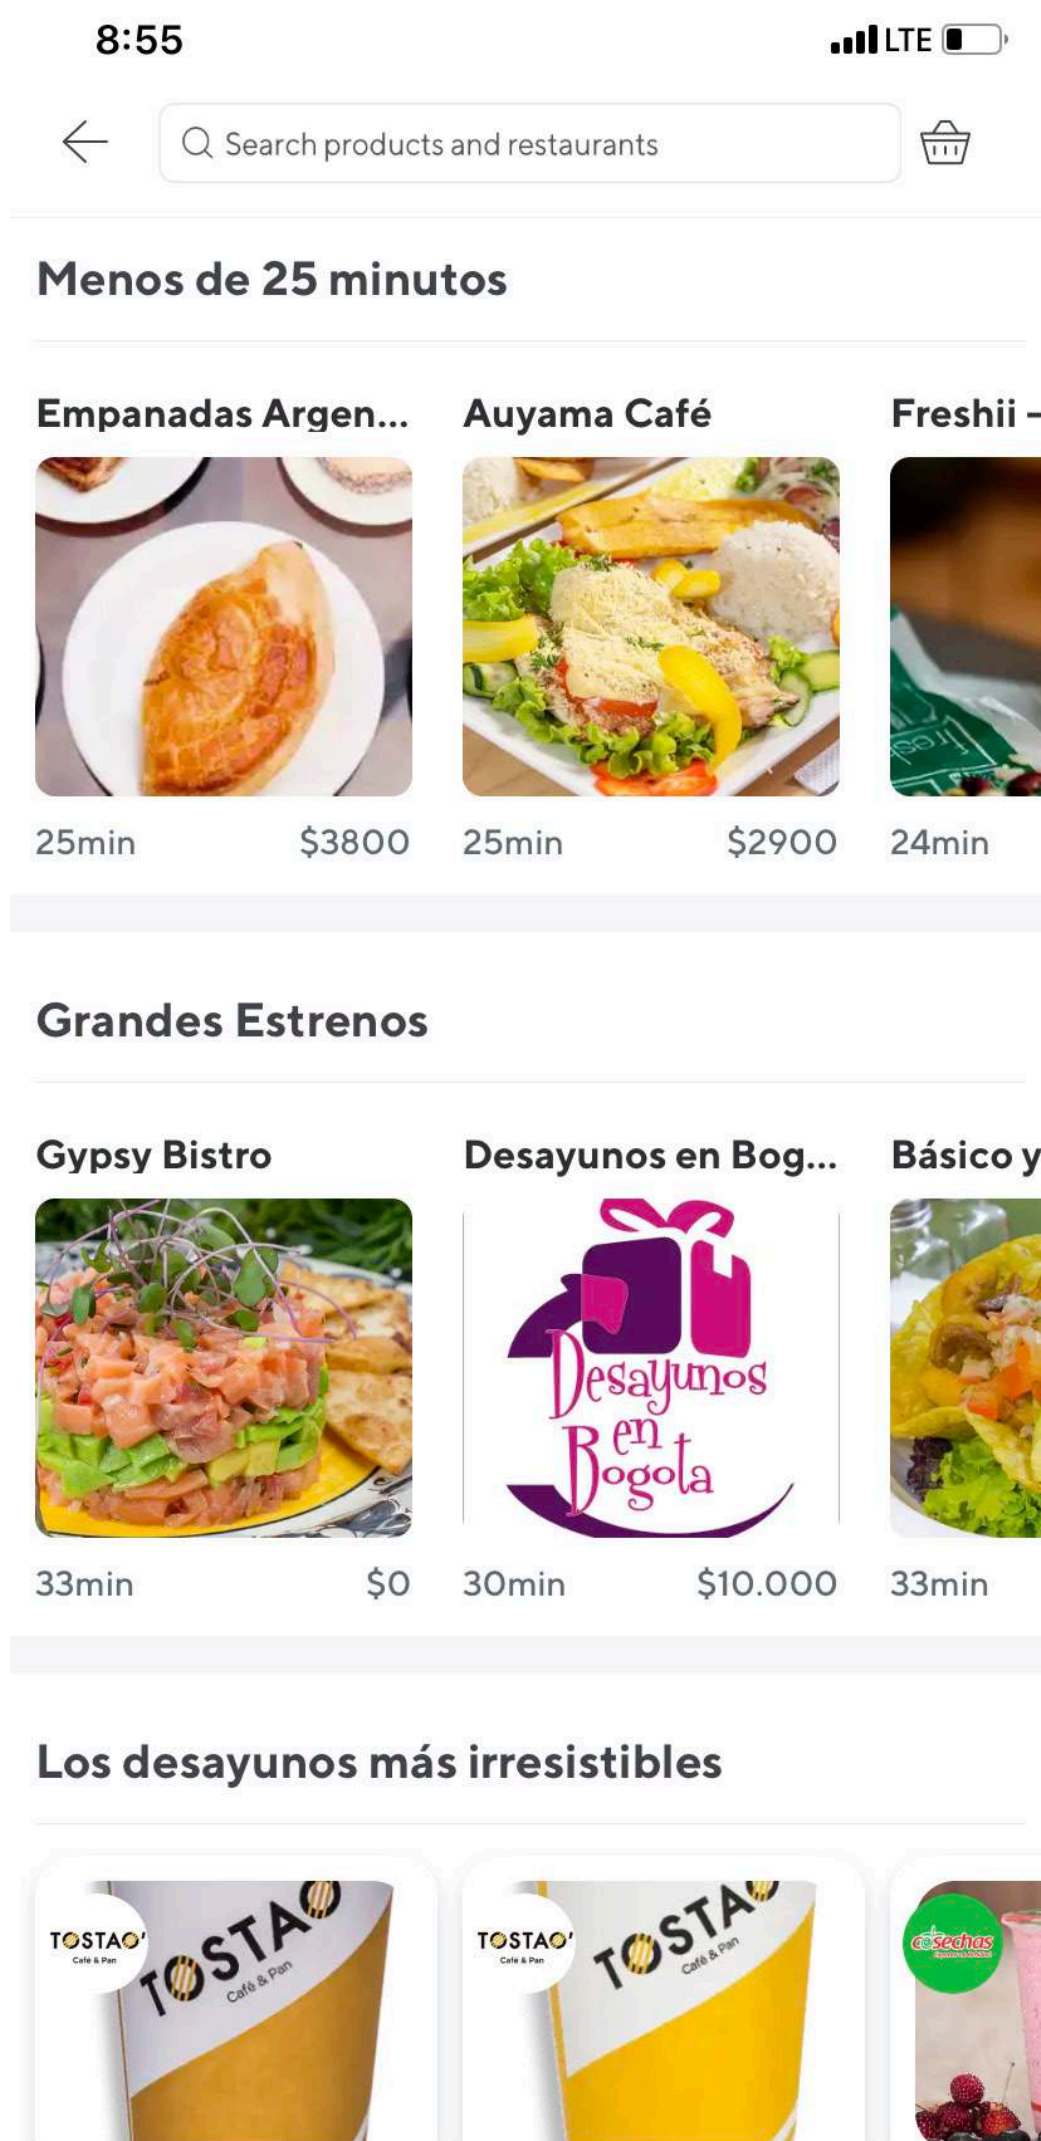 8:55
LTE
Search products and restaurants
Menos de 25 minutos
Empanadas Argen...
Auyama Café
Freshii -
fresh
25min
$3800
25min
$2900
24min
Grandes Estrenos
Gypsy Bistro
Desayunos en Bog...
Básico y
Desayunos
en
Bogota
33min
$0
30min
$10.000
33min
Los desayunos más irresistibles
TOSTAO'
Café & Pan
TOSTAO
Café & Pan
TOSTAO'
Café & Pan
TOSTAO
Café & Pan
cosechas